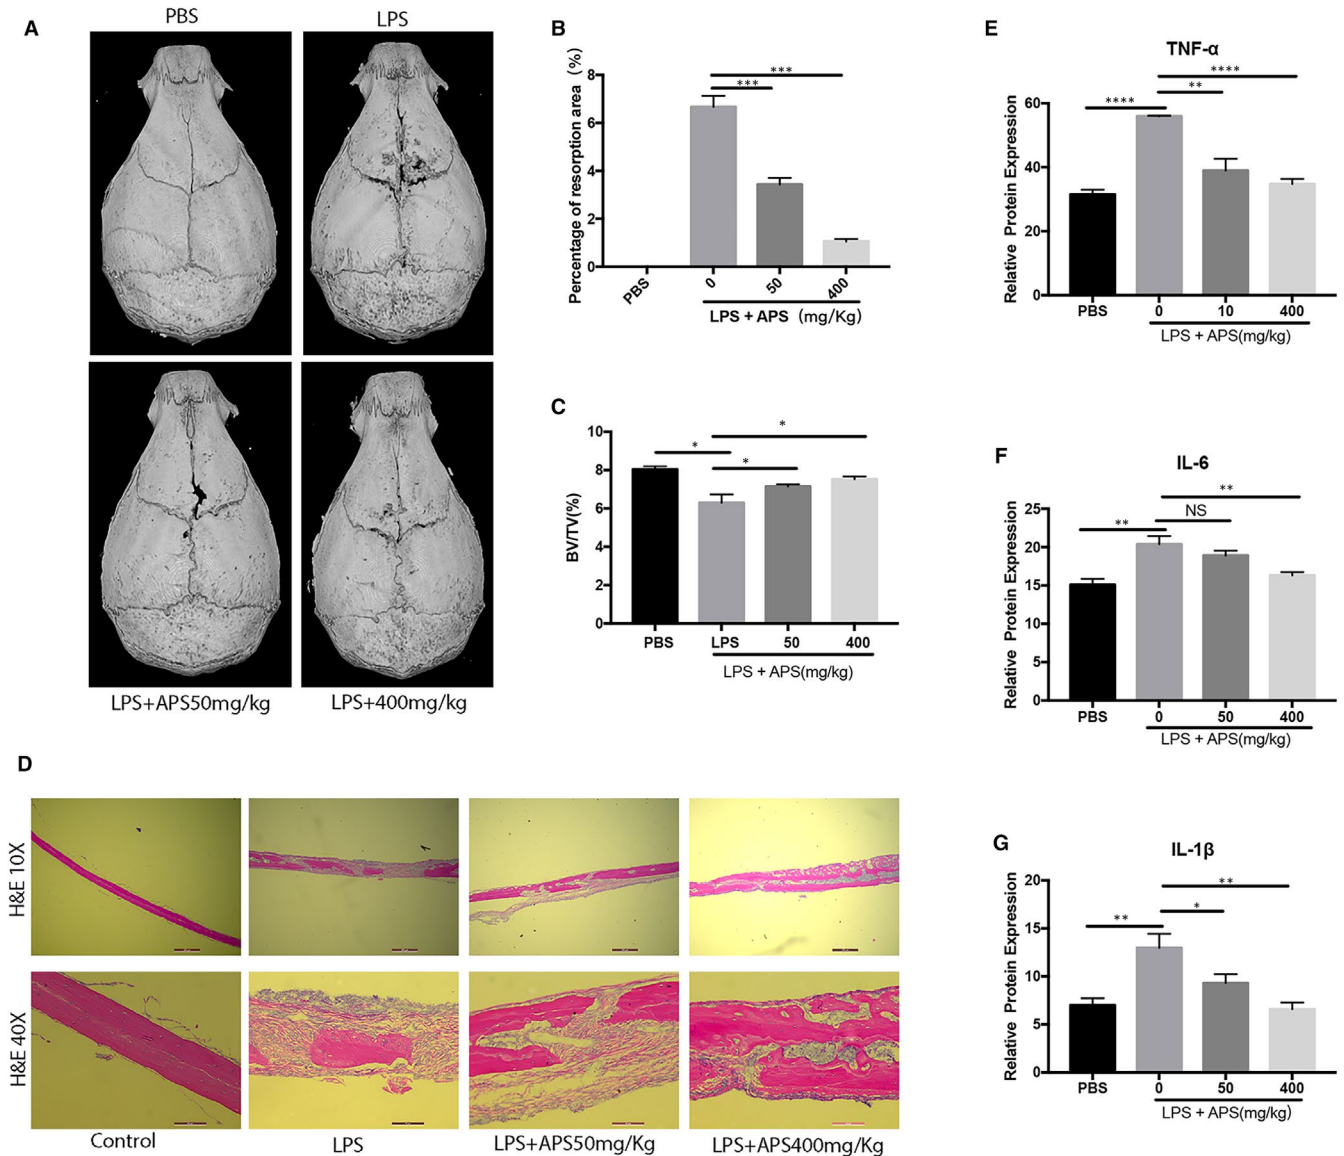 A
PBS
LPS
LPS+APS50mg/kg
LPS+400mg/kg
B
Percentage of resorption area (%)
8
6
4
2
0
***
***
PBS
0
50
400
LPS + APS (mg/Kg)
C
BV/TV(%)
10
8
6
4
2
0
*
*
*
PBS
LPS
50
400
LPS + APS(mg/kg)
D
H&E 10X
H&E 40X
Control
LPS
LPS+APS50mg/Kg
LPS+APS400mg/Kg
E
TNF-α
Relative Protein Expression
60
40
20
0
****
**
****
PBS
0
10
400
LPS + APS(mg/kg)
F
IL-6
Relative Protein Expression
25
20
15
10
5
0
**
NS
**
PBS
0
50
400
LPS + APS(mg/kg)
G
IL-1β
Relative Protein Expression
20
15
10
5
0
**
*
**
PBS
0
50
400
LPS + APS(mg/kg)